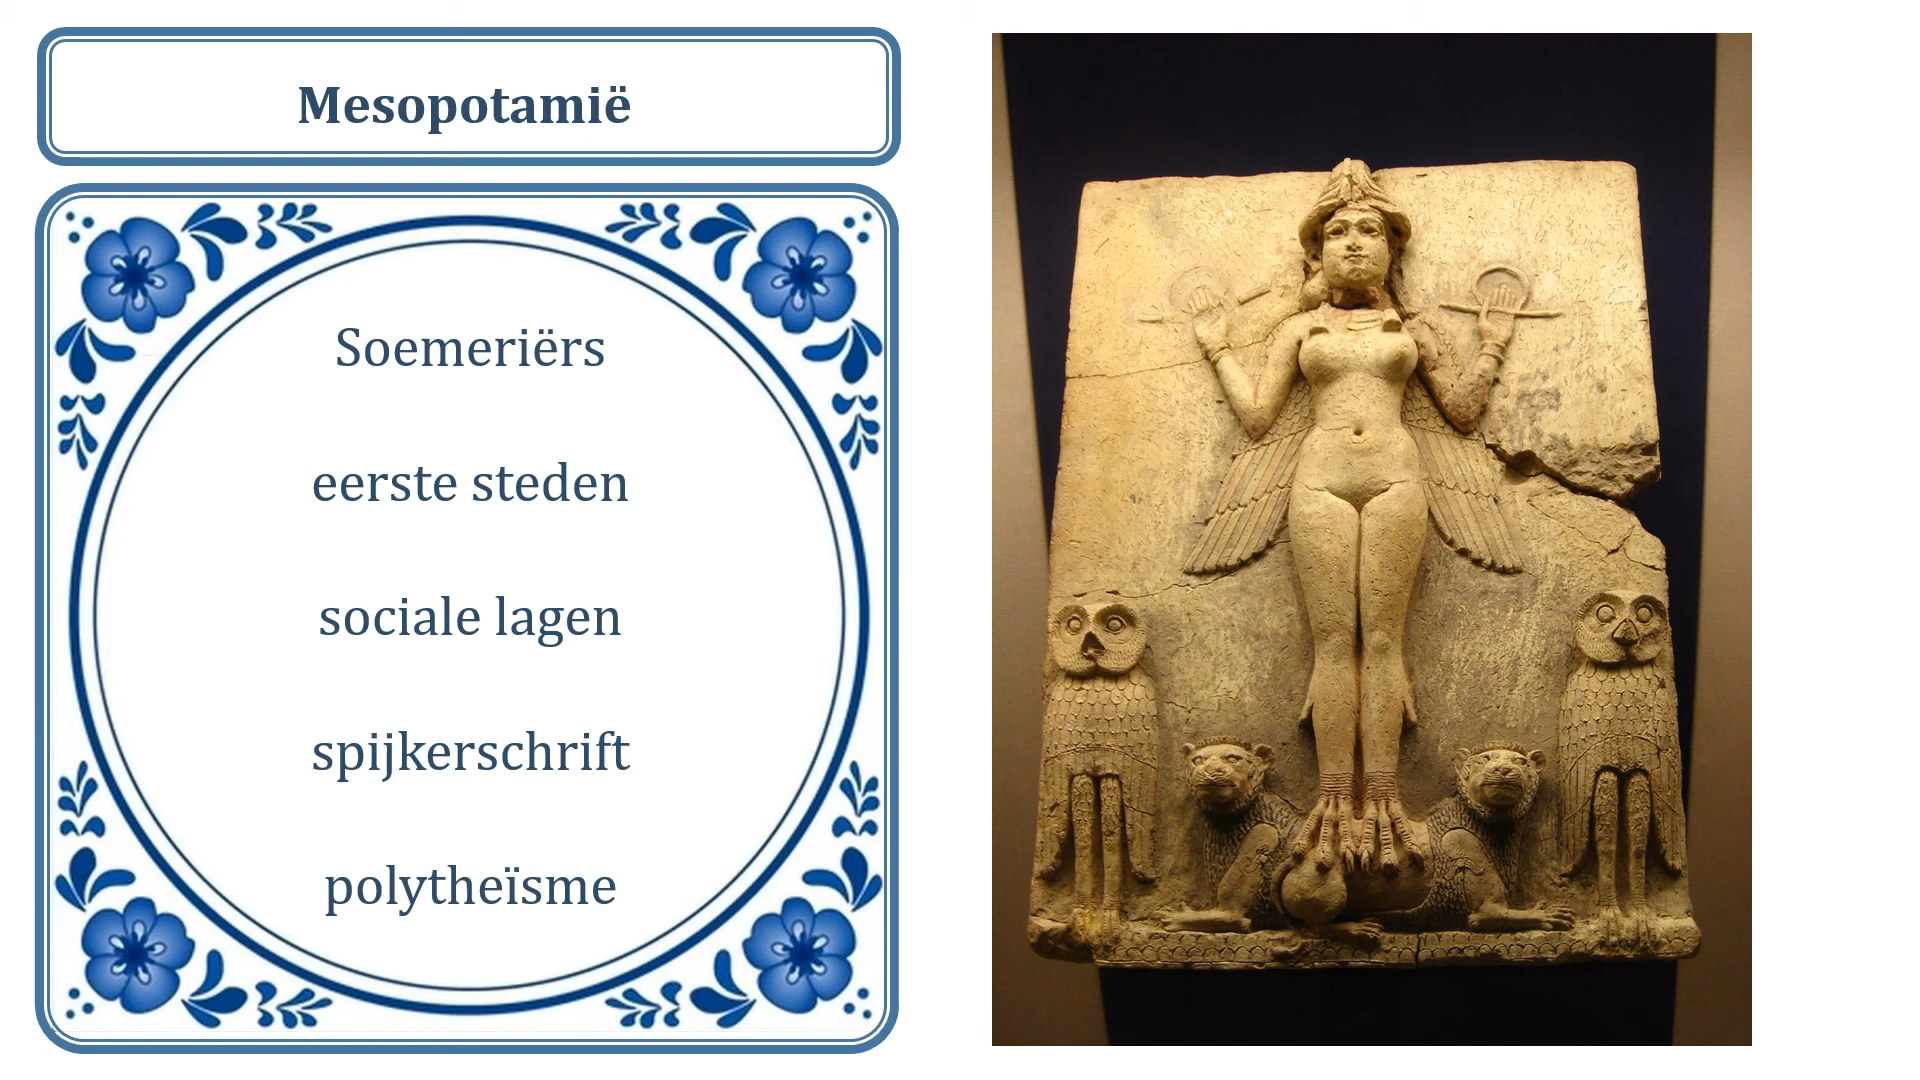 Mesopotamië
Soemeriërs
eerste steden
sociale lagen
spijkerschrift
polytheïsme